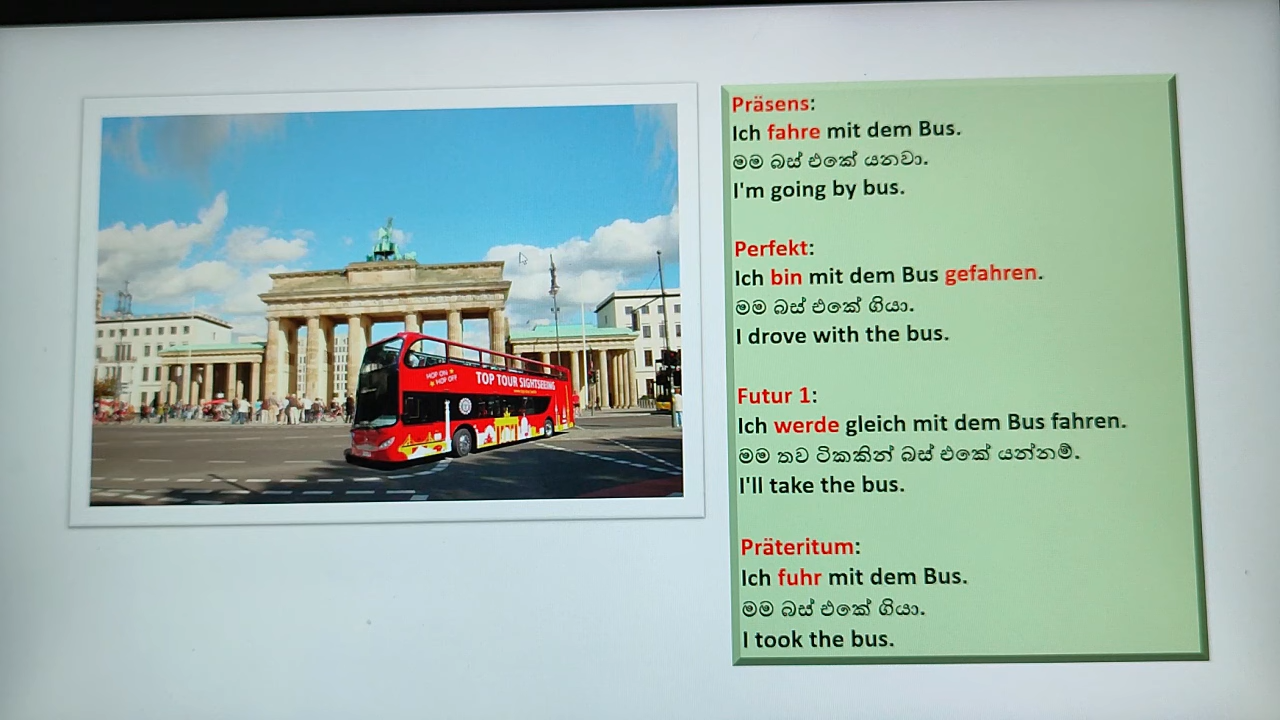 HOP-ON
HOP OFF
TOP TOUR SIGHTSEEING
Präsens:
Ich fahre mit dem Bus.
මම බස් එකේ යනවා.
I'm going by bus.
Perfekt:
Ich bin mit dem Bus gefahren.
මම බස් එකේ ගියා.
I drove with the bus.
Futur 1:
Ich werde gleich mit dem Bus fahren.
මම තව ටිකකින් බස් එකේ යන්නම්.
I'll take the bus.
Präteritum:
Ich fuhr mit dem Bus.
මම බස් එකේ ගියා.
I took the bus.